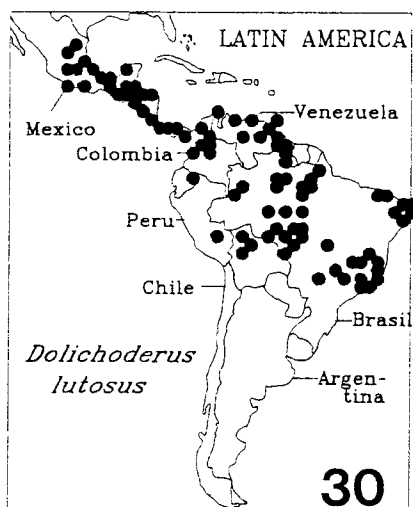 LATIN AMERICA
Mexico
Venezuela
Colombia
Peru
Chile
Brasil
Dolichoderus
lutosus
Argen-
tina
30